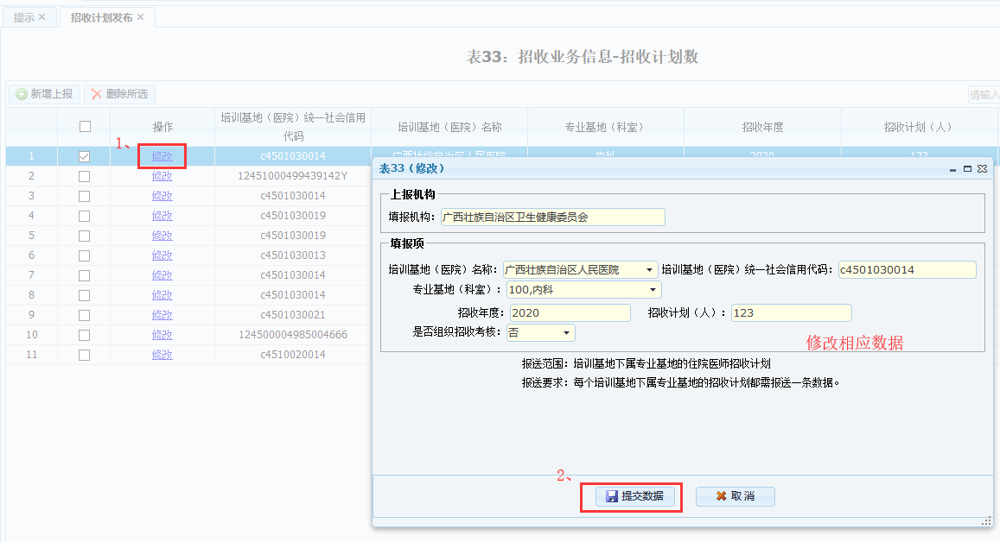 提示 ✕ 招收计划发布 ✕
表33：招收业务信息-招收计划数
新增上报 删除所选 请输入
操作 培训基地（医院）统一社会信用代码 培训基地（医院）名称 专业基地（科室） 招收年度 招收计划（人）
1、
1 修改 c4501030014 广西壮族自治区人民医院 内科 2020 123
2 修改 12451000499439142Y
3 修改 c4501030014
4 修改 c4501030019
5 修改 c4501030019
6 修改 c4501030013
7 修改 c4501030014
8 修改 c4501030014
9 修改 c4501030021
10 修改 124500004985004666
11 修改 c4510020014
表33（修改）
上报机构
填报机构： 广西壮族自治区卫生健康委员会
填报项
培训基地（医院）名称： 广西壮族自治区人民医院 培训基地（医院）统一社会信用代码： c4501030014
专业基地（科室）： 100,内科
招收年度： 2020 招收计划（人）： 123
是否组织招收考核： 否
修改相应数据
报送范围：培训基地下属专业基地的住院医师招收计划
报送要求：每个培训基地下属专业基地的招收计划都需报送一条数据。
2、
提交数据 取消